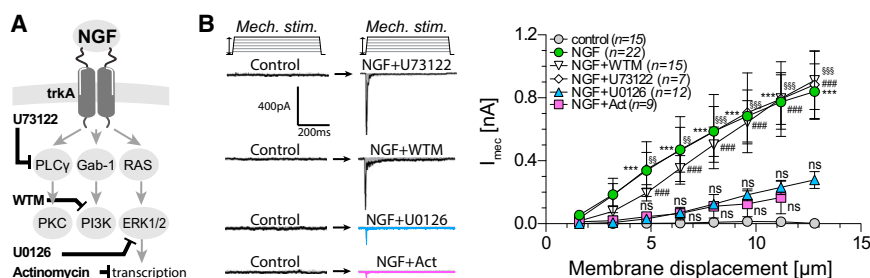 A
NGF
trkA
U73122
PLCγ Gab-1 RAS
WTM
PKC PI3K ERK1/2
U0126
Actinomycin transcription
B
Mech. stim. Mech. stim.
Control NGF+U73122
400pA
200ms
Control NGF+WTM
Control NGF+U0126
Control NGF+Act
Imec [nA]
1.2
0.8
0.4
0.0
control (n=15)
NGF (n=22)
NGF+WTM (n=15)
NGF+U73122 (n=7)
NGF+U0126 (n=12)
NGF+Act (n=9)
*** §§ *** §§ *** §§§ *** §§§ *** §§§ §§§
### ***
### ### ### ### ###
ns ns ns ns ns
ns ns ns ns
0 5 10 15
Membrane displacement [µm]